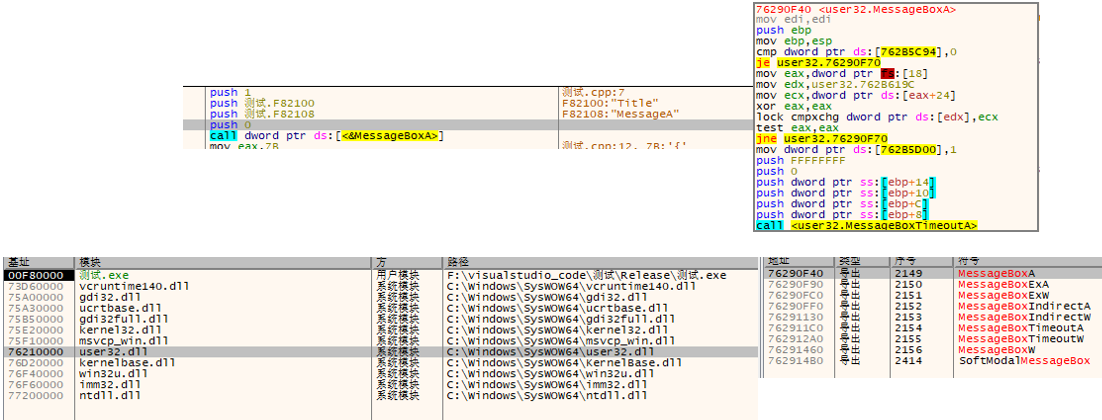 76290F40 <user32.MessageBoxA>
mov edi,edi
push ebp
mov ebp,esp
cmp dword ptr ds:[762B5C94],0
je user32.76290F70
mov eax,dword ptr fs:[18]
mov edx,user32.762B619C
mov ecx,dword ptr ds:[eax+24]
xor eax,eax
lock cmpxchg dword ptr ds:[edx],ecx
test eax,eax
jne user32.76290F70
mov dword ptr ds:[762B5D00],1
push FFFFFFFF
push 0
push dword ptr ss:[ebp+14]
push dword ptr ss:[ebp+10]
push dword ptr ss:[ebp+C]
push dword ptr ss:[ebp+8]
call <user32.MessageBoxTimeoutA>
push 1 测试.cpp:7
push 测试.F82100 F82100:"Title"
push 测试.F82108 F82108:"MessageA"
push 0
call dword ptr ds:[<&MessageBoxA>]
mov eax,7B 测试.cpp:12, 7B:'{'
基址 模块 方 路径
00F80000 测试.exe 用户模块 F:\visualstudio_code\测试\Release\测试.exe
73D60000 vcruntime140.dll 系统模块 C:\Windows\SysWOW64\vcruntime140.dll
75A00000 gdi32.dll 系统模块 C:\Windows\SysWOW64\gdi32.dll
75A30000 ucrtbase.dll 系统模块 C:\Windows\SysWOW64\ucrtbase.dll
75B50000 gdi32full.dll 系统模块 C:\Windows\SysWOW64\gdi32full.dll
75E20000 kernel32.dll 系统模块 C:\Windows\SysWOW64\kernel32.dll
75F10000 msvcp_win.dll 系统模块 C:\Windows\SysWOW64\msvcp_win.dll
76210000 user32.dll 系统模块 C:\Windows\SysWOW64\user32.dll
76D20000 kernelbase.dll 系统模块 C:\Windows\SysWOW64\KernelBase.dll
76F40000 win32u.dll 系统模块 C:\Windows\SysWOW64\win32u.dll
76F60000 imm32.dll 系统模块 C:\Windows\SysWOW64\imm32.dll
77200000 ntdll.dll 系统模块 C:\Windows\SysWOW64\ntdll.dll
地址 类型 序号 符号
76290F40 导出 2149 MessageBoxA
76290F90 导出 2150 MessageBoxExA
76290FC0 导出 2151 MessageBoxExW
76290FF0 导出 2152 MessageBoxIndirectA
76291130 导出 2153 MessageBoxIndirectW
762911C0 导出 2154 MessageBoxTimeoutA
762912A0 导出 2155 MessageBoxTimeoutW
76291460 导出 2156 MessageBoxW
762914B0 导出 2414 SoftModalMessageBox